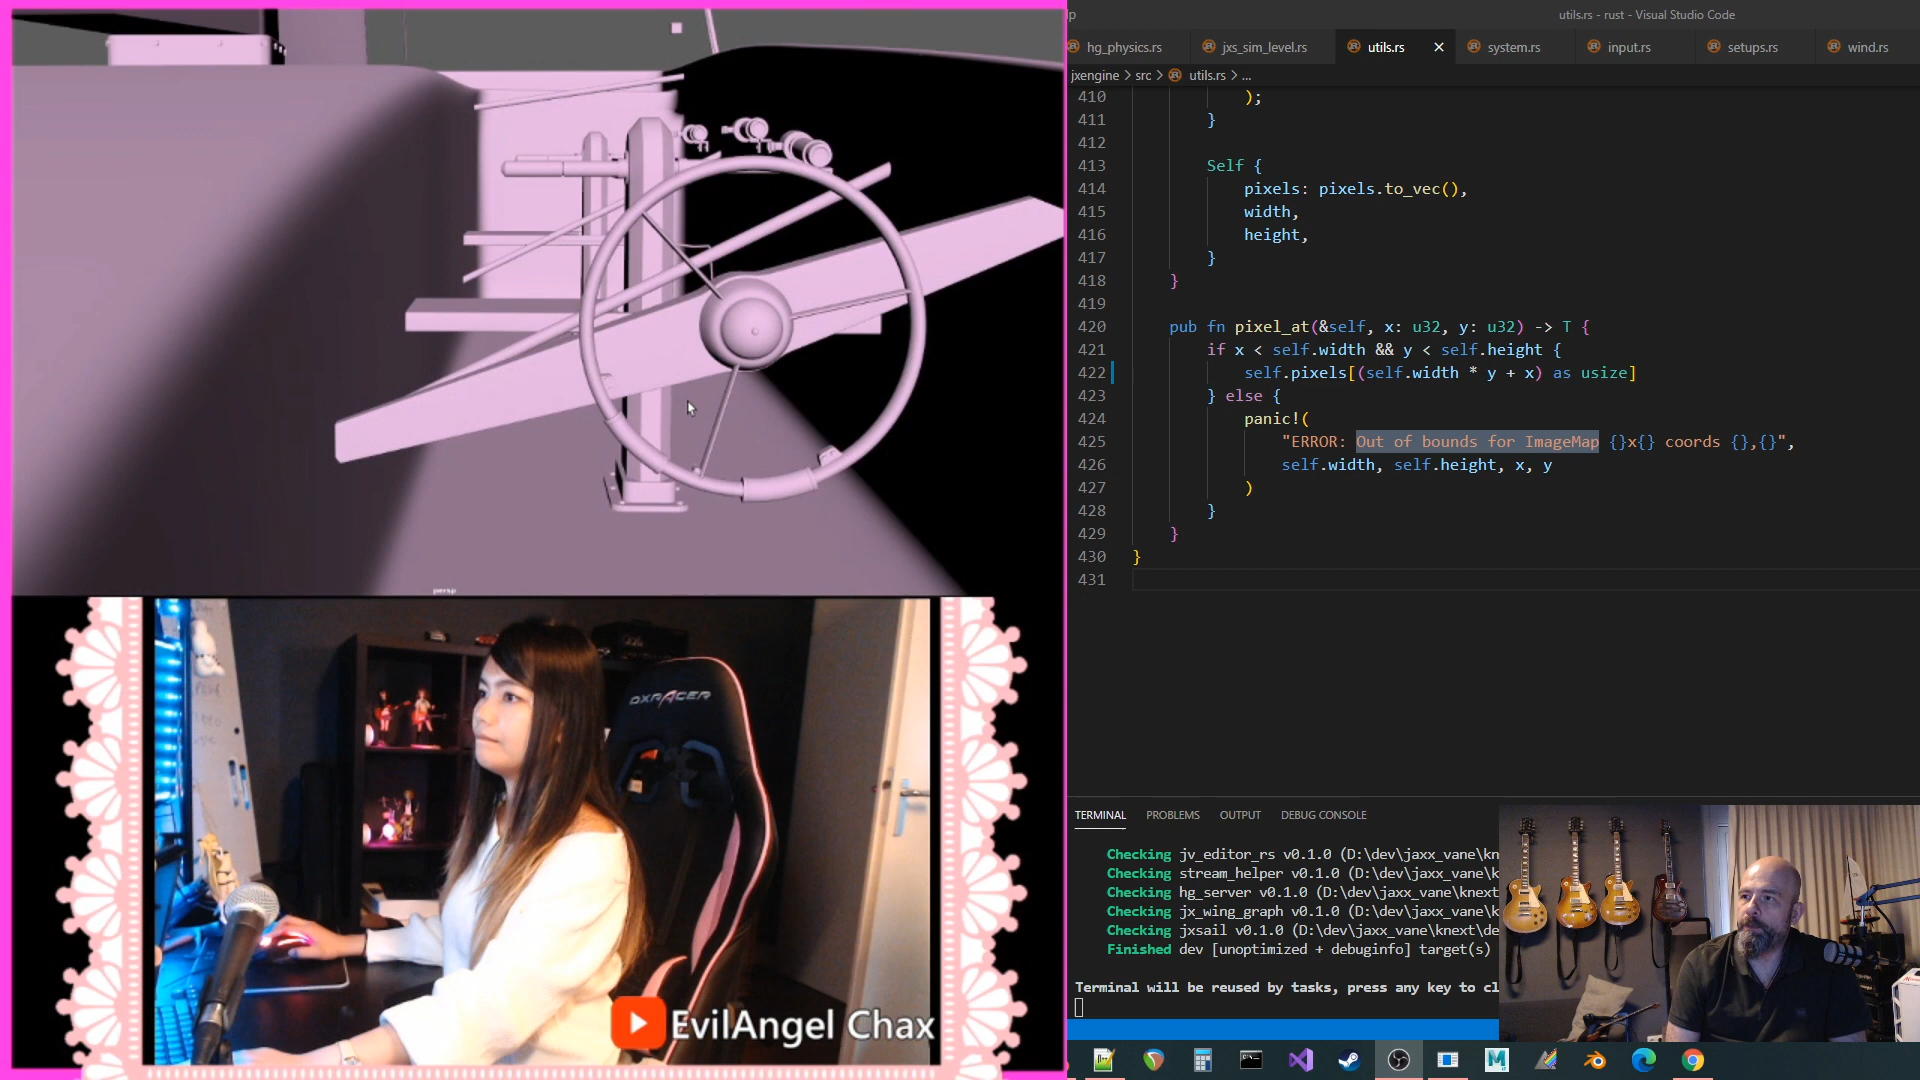 lp
utils.rs - rust - Visual Studio Code
hg_physics.rs
jxs_sim_level.rs
utils.rs
system.rs
input.rs
setups.rs
wind.rs
jxengine > src > utils.rs > ...
410 );
411 }
412
413 Self {
414 pixels: pixels.to_vec(),
415 width,
416 height,
417 }
418 }
419
420 pub fn pixel_at(&self, x: u32, y: u32) -> T {
421 if x < self.width && y < self.height {
422 self.pixels[(self.width * y + x) as usize]
423 } else {
424 panic!(
425 "ERROR: Out of bounds for ImageMap {}x{} coords {},{}",
426 self.width, self.height, x, y
427 )
428 }
429 }
430 }
431
persp
DXRACER
EvilAngel Chax
TERMINAL PROBLEMS OUTPUT DEBUG CONSOLE
Checking jv_editor_rs v0.1.0 (D:\dev\jaxx_vane\kn
Checking stream_helper v0.1.0 (D:\dev\jaxx_vane\k
Checking hg_server v0.1.0 (D:\dev\jaxx_vane\knext
Checking jx_wing_graph v0.1.0 (D:\dev\jaxx_vane\k
Checking jxsail v0.1.0 (D:\dev\jaxx_vane\knext\de
Finished dev [unoptimized + debuginfo] target(s)
Terminal will be reused by tasks, press any key to cl
M